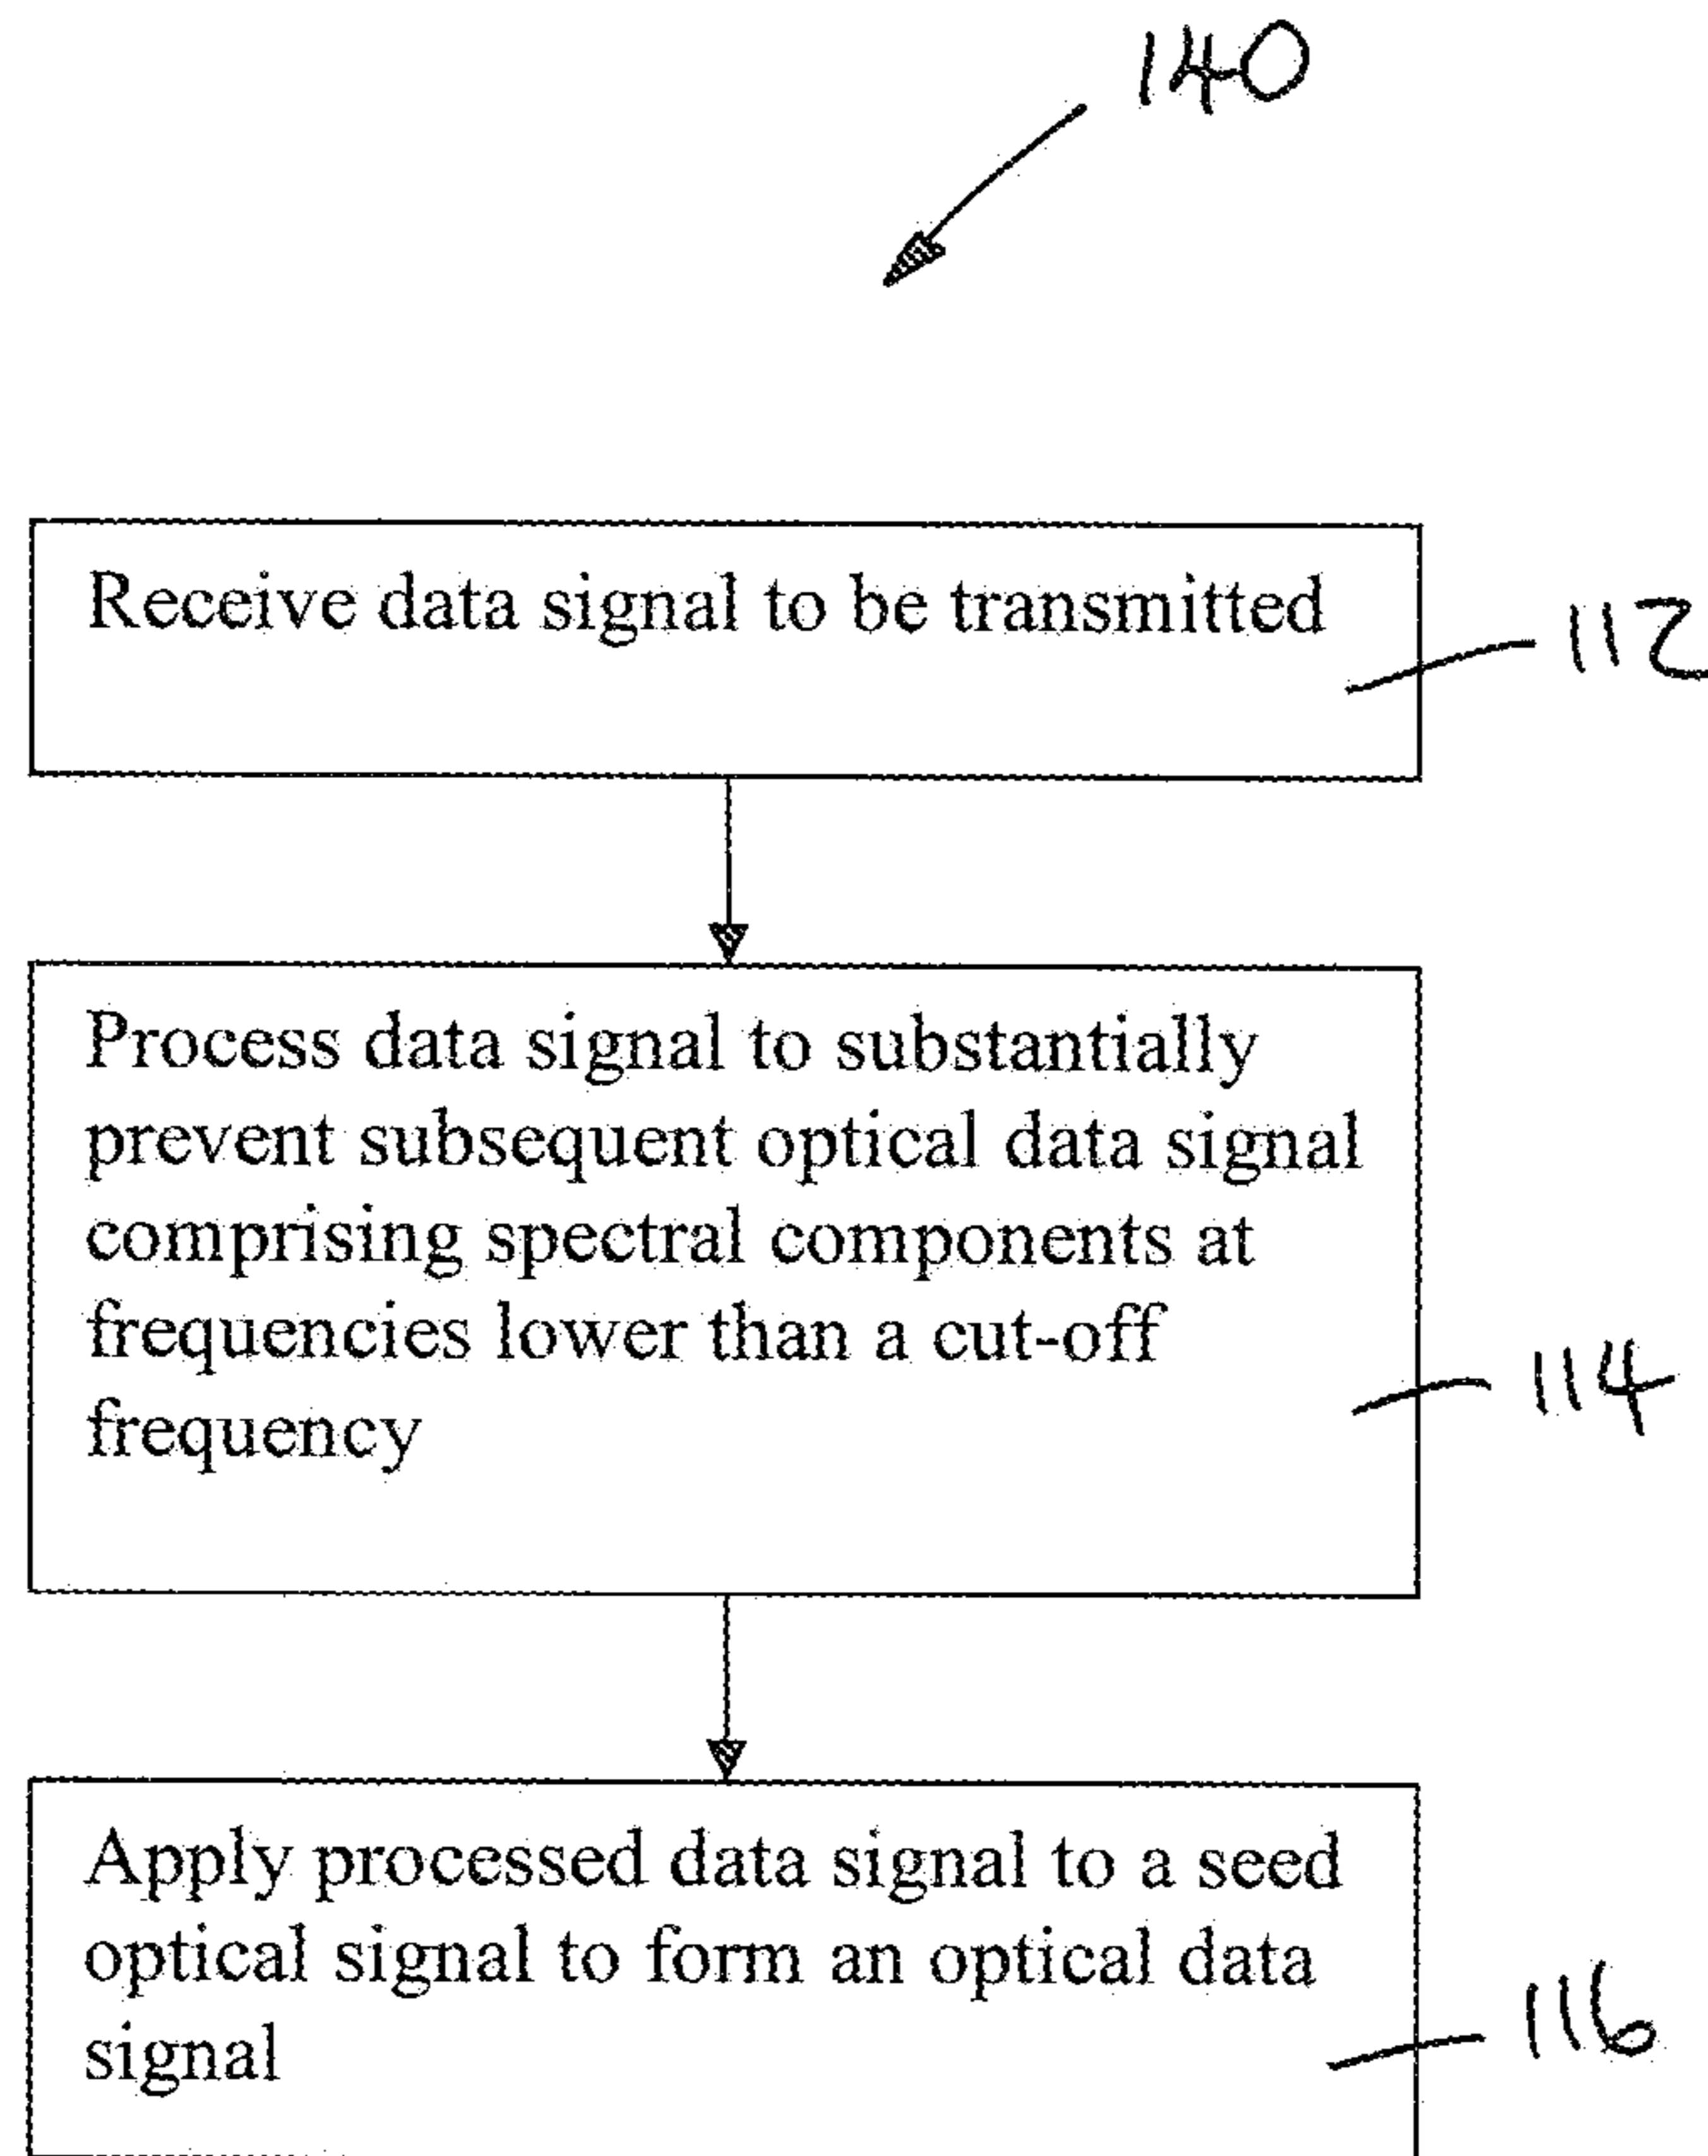 140
Receive data signal to be transmitted
112
Process data signal to substantially
prevent subsequent optical data signal
comprising spectral components at
frequencies lower than a cut-off
frequency
114
Apply processed data signal to a seed
optical signal to form an optical data
signal
116